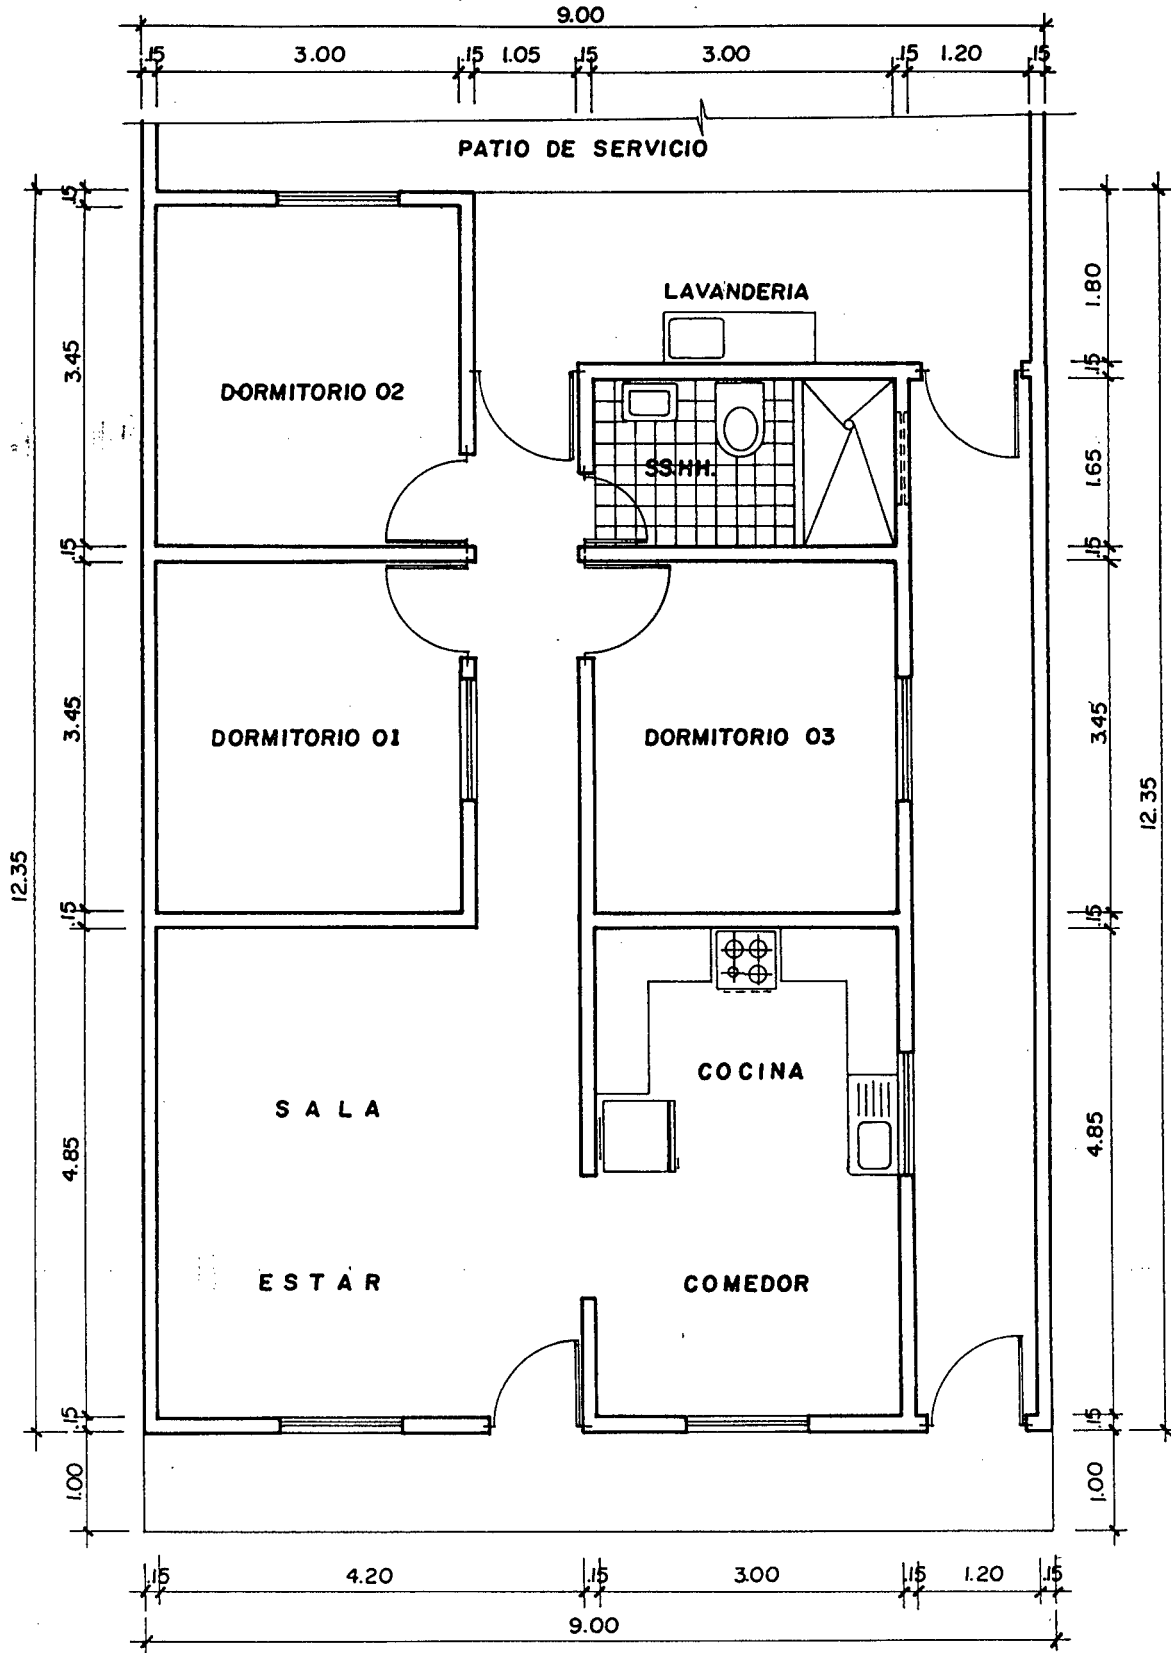 9.00
.15 3.00 .15 1.05 .15 3.00 .15 1.20 .15
PATIO DE SERVICIO
.15
1.80
LAVANDERIA
3.45
.15
DORMITORIO 02
SS.HH.
1.65
.15
.15
DORMITORIO 01
DORMITORIO 03
3.45
3.45
12.35
12.35
.15
.15
COCINA
SALA
4.85
4.85
ESTAR
COMEDOR
.15
.15
1.00
1.00
.15 4.20 .15 3.00 .15 1.20 .15
9.00